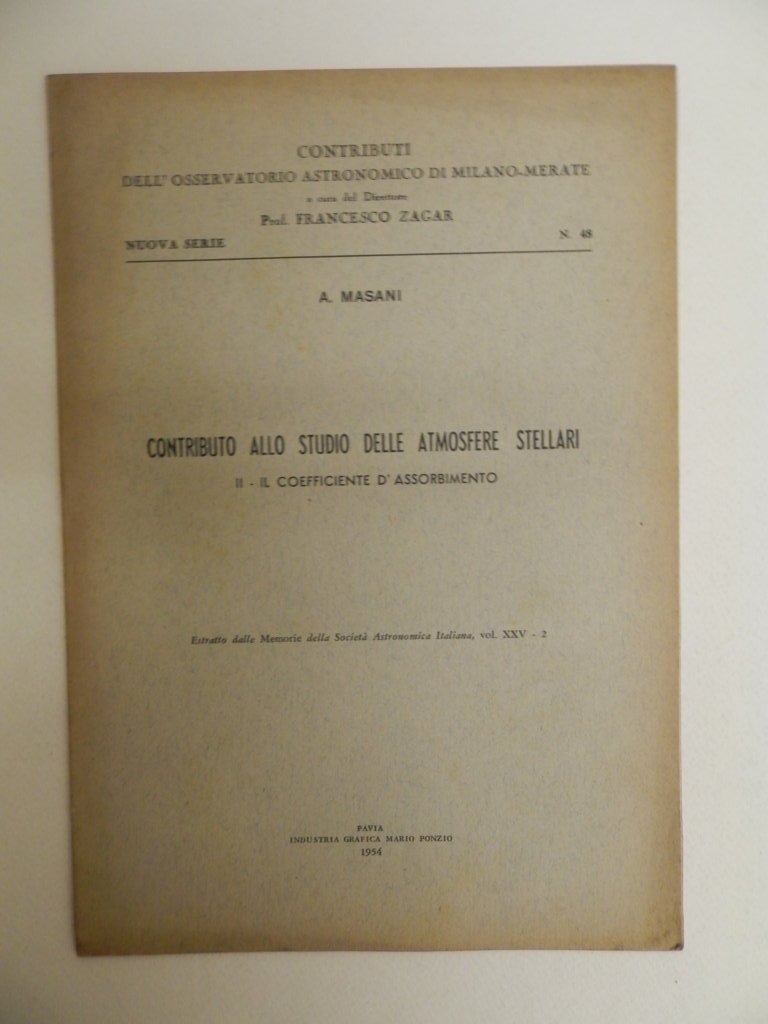 CONTRIBUTI
DELL'OSSERVATORIO ASTRONOMICO DI MILANO-MERATE
a cura del Direttore
Prof. FRANCESCO ZAGAR
NUOVA SERIE N. 48
A. MASANI
CONTRIBUTO ALLO STUDIO DELLE ATMOSFERE STELLARI
II - IL COEFFICIENTE D'ASSORBIMENTO
Estratto dalle Memorie della Società Astronomica Italiana, vol. XXV - 2
PAVIA
INDUSTRIA GRAFICA MARIO PONZIO
1954